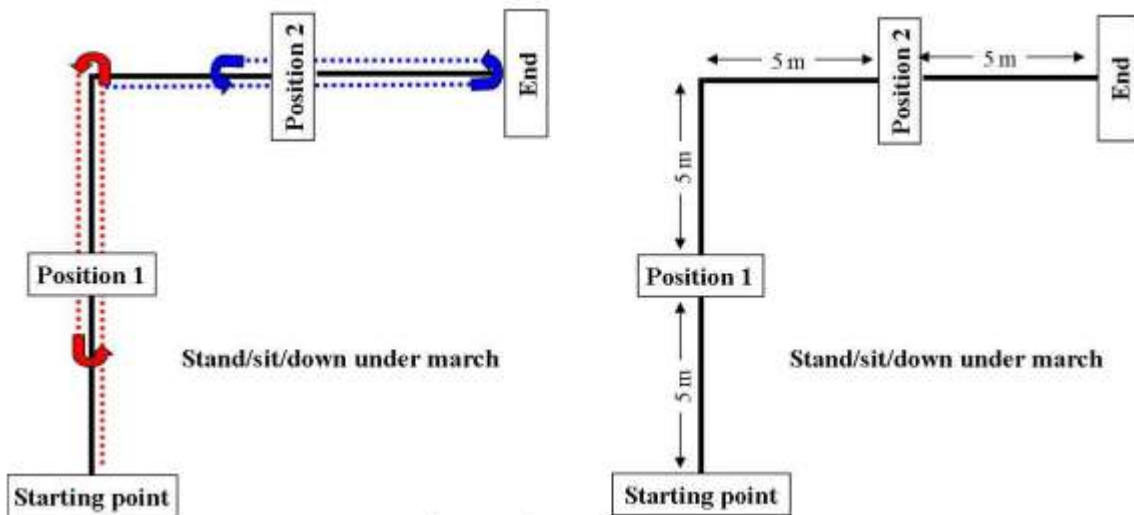 Position 2
End
Position 1
Stand/sit/down under march
Starting point
5 m
5 m
Position 2
End
5 m
Position 1
5 m
Stand/sit/down under march
Starting point